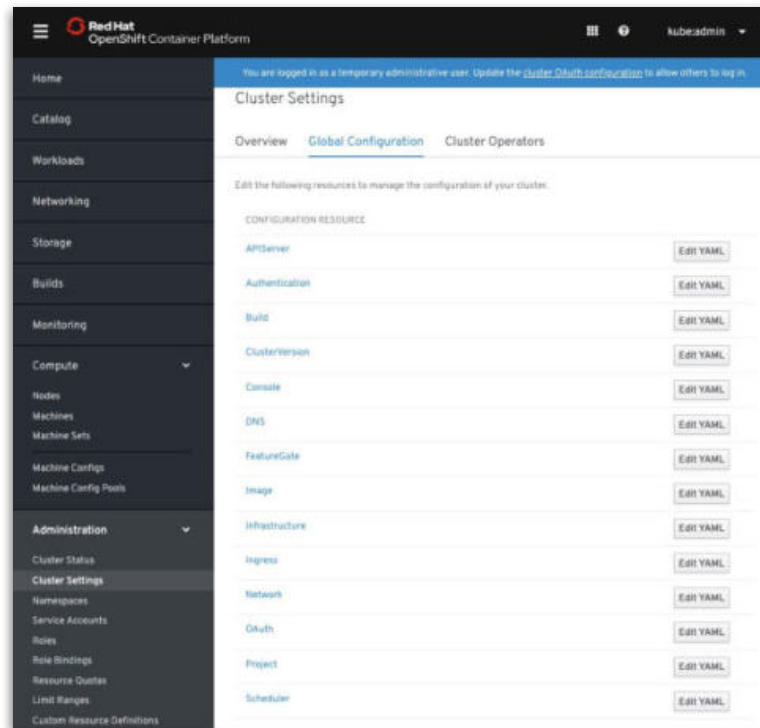 Red Hat
OpenShift Container Platform
kube:admin
Home
Catalog
Workloads
Networking
Storage
Builds
Monitoring
Compute
Nodes
Machines
Machine Sets
Machine Configs
Machine Config Pools
Administration
Cluster Status
Cluster Settings
Namespaces
Service Accounts
Roles
Role Bindings
Resource Quotas
Limit Ranges
Custom Resource Definitions
You are logged in as a temporary administrative user. Update the cluster OAuth configuration to allow others to log in.
Cluster Settings
Overview Global Configuration Cluster Operators
Edit the following resources to manage the configuration of your cluster.
CONFIGURATION RESOURCE
APIServer Edit YAML
Authentication Edit YAML
Build Edit YAML
ClusterVersion Edit YAML
Console Edit YAML
DNS Edit YAML
FeatureGate Edit YAML
Image Edit YAML
Infrastructure Edit YAML
Ingress Edit YAML
Network Edit YAML
OAuth Edit YAML
Project Edit YAML
Scheduler Edit YAML